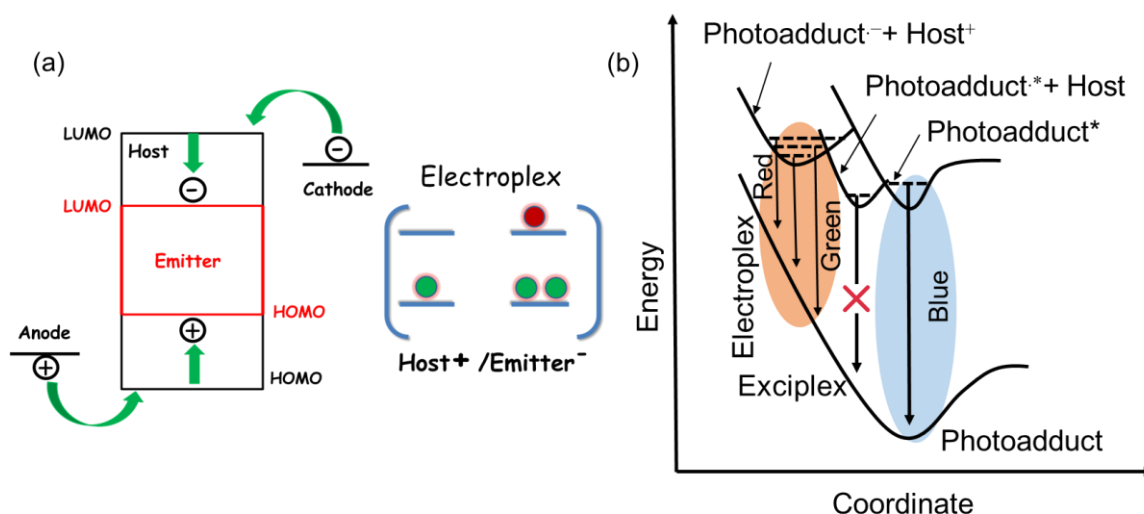 (a)
LUMO
Host
−
Cathode
LUMO
Emitter
HOMO
Anode
+
+
HOMO
−
Electroplex
Host+ /Emitter-
(b)
Photoadduct·−+ Host+
Photoadduct·*+ Host
Photoadduct*
Energy
Red
Green
Blue
Electroplex
Exciplex
Photoadduct
Coordinate